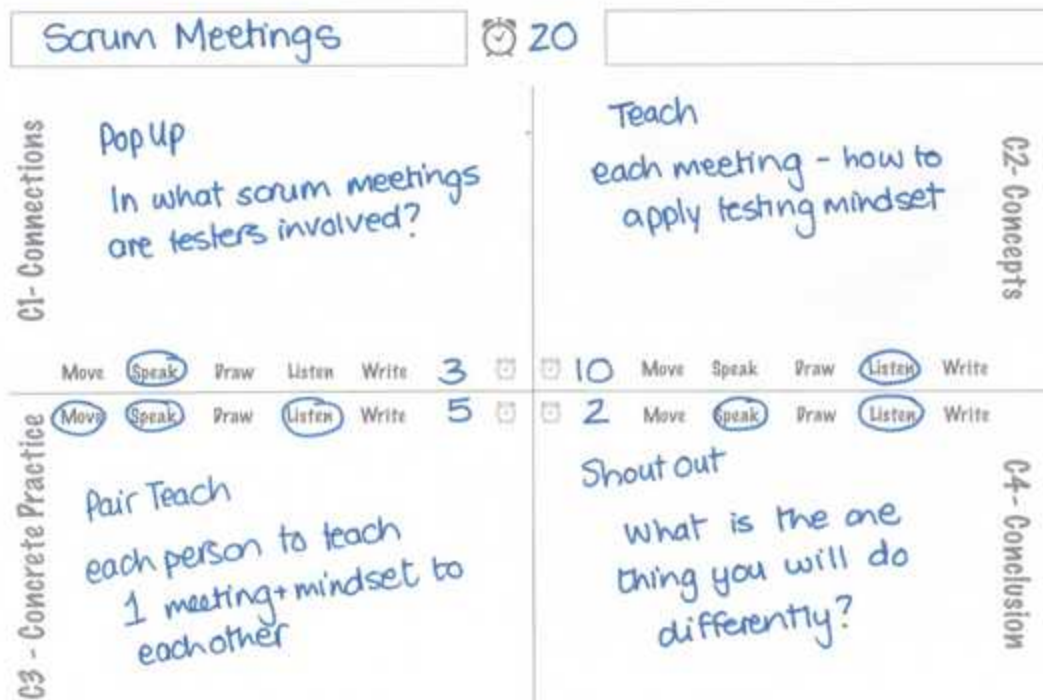 Scrum Meetings
20
C1- Connections
Pop Up
In what scrum meetings
are testers involved?
Move Speak Draw Listen Write 3
Teach
each meeting - how to
apply testing mindset
C2- Concepts
10 Move Speak Draw Listen Write
C3 - Concrete Practice
Move Speak Draw Listen Write 5
Pair Teach
each person to teach
1 meeting+mindset to
each other
2 Move Speak Draw Listen Write
Shout out
What is the one
thing you will do
differently?
C4- Conclusion